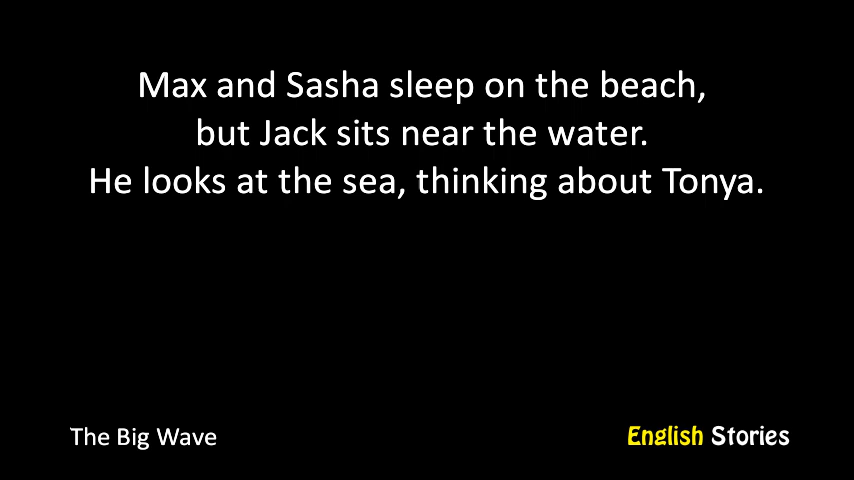 Max and Sasha sleep on the beach,
but Jack sits near the water.
He looks at the sea, thinking about Tonya.
The Big Wave
English Stories